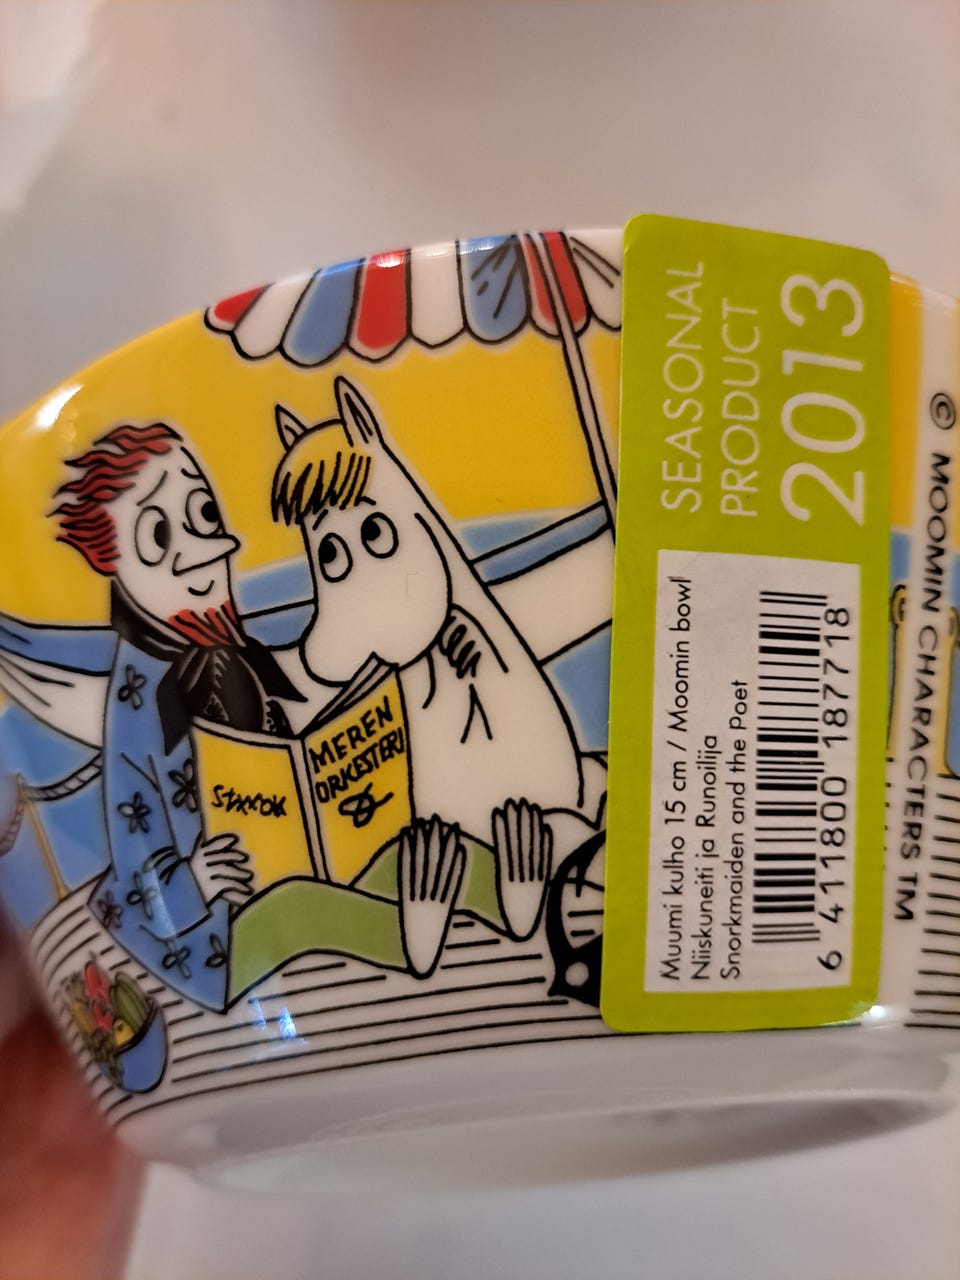 MEREN
ORKESTERI
SEASONAL
PRODUCT
2013
Muumi kulho 15 cm / Moomin bowl
Niiskuneiti ja Runoilija
Snorkmaiden and the Poet
6 411800 187718
© MOOMIN CHARACTERS TM